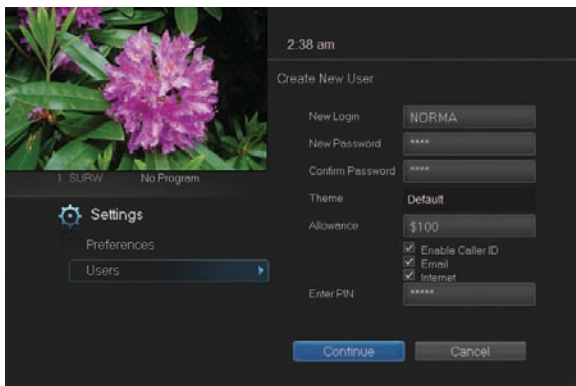 2:38 am
Create New User
New Login NORMA
New Password ****
Confirm Password ****
Theme Default
Allowance $100
Enable Caller ID
Email
Internet
Enter PIN *****
Continue Cancel
1 SURW No Program
Settings
Preferences
Users